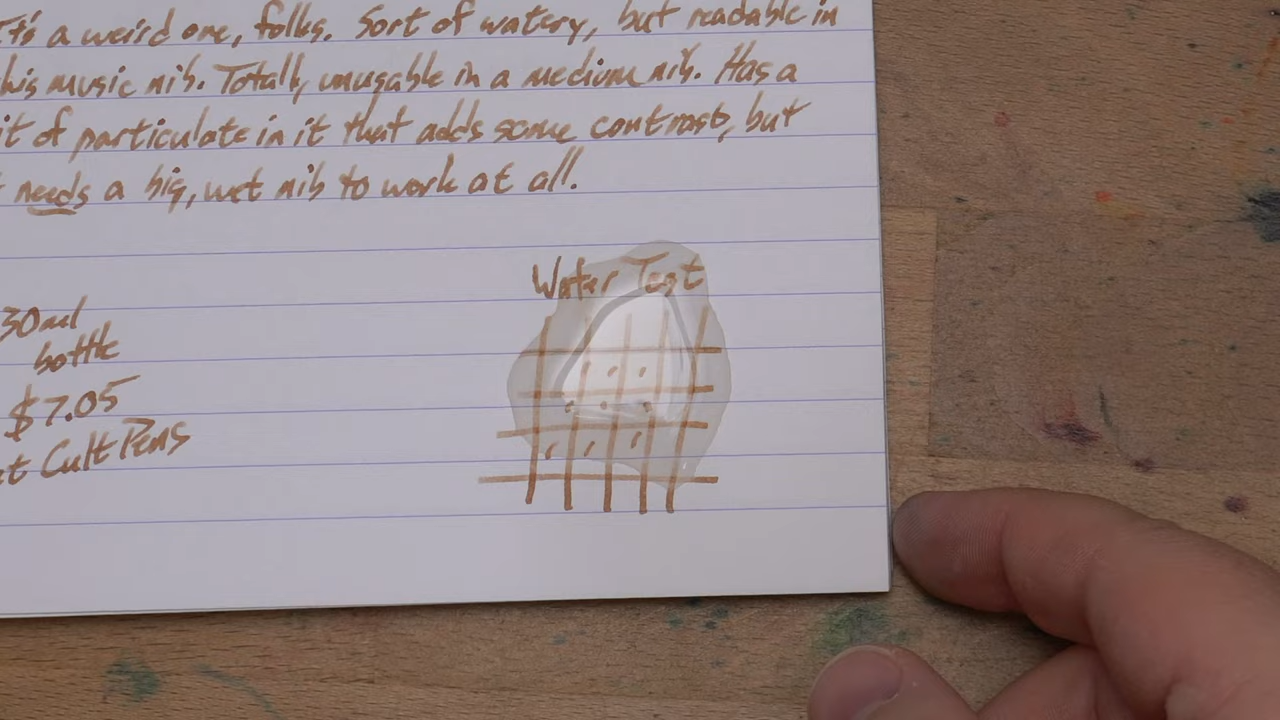 It's a weird one, folks. Sort of watery, but readable in
this music nib. Totally unusable in a medium nib. Has a
bit of particulate in it that adds some contrast, but
needs a big, wet nib to work at all.
30ml
bottle
$7.05
at Cult Pens
Water Test